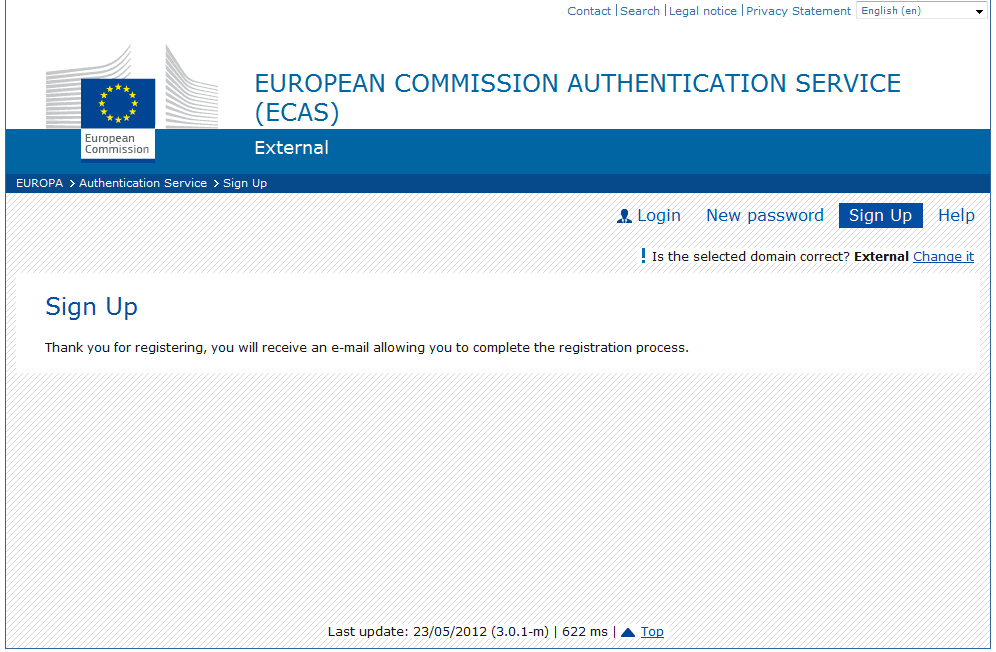 Contact | Search | Legal notice | Privacy Statement English (en)
EUROPEAN COMMISSION AUTHENTICATION SERVICE
(ECAS)
European
Commission
External
EUROPA > Authentication Service > Sign Up
Login New password Sign Up Help
! Is the selected domain correct? External Change it
Sign Up
Thank you for registering, you will receive an e-mail allowing you to complete the registration process.
Last update: 23/05/2012 (3.0.1-m) | 622 ms | Top